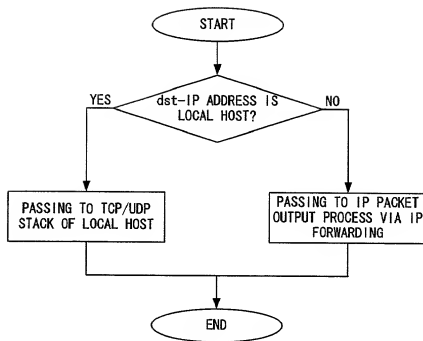 START
dst-IP ADDRESS IS
LOCAL HOST?
YES
NO
PASSING TO TCP/UDP
STACK OF LOCAL HOST
PASSING TO IP PACKET
OUTPUT PROCESS VIA IP
FORWARDING
END